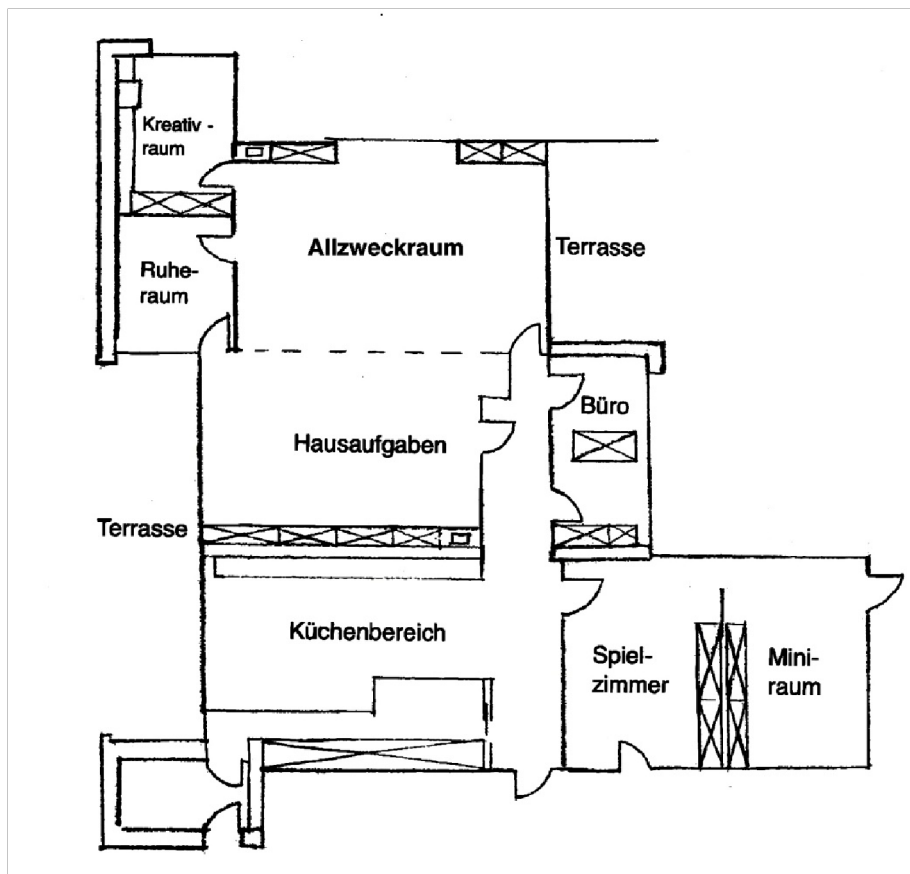 Kreativ -
raum
Allzweckraum
Terrasse
Ruhe-
raum
Büro
Hausaufgaben
Terrasse
Küchenbereich
Spiel-
zimmer
Mini-
raum